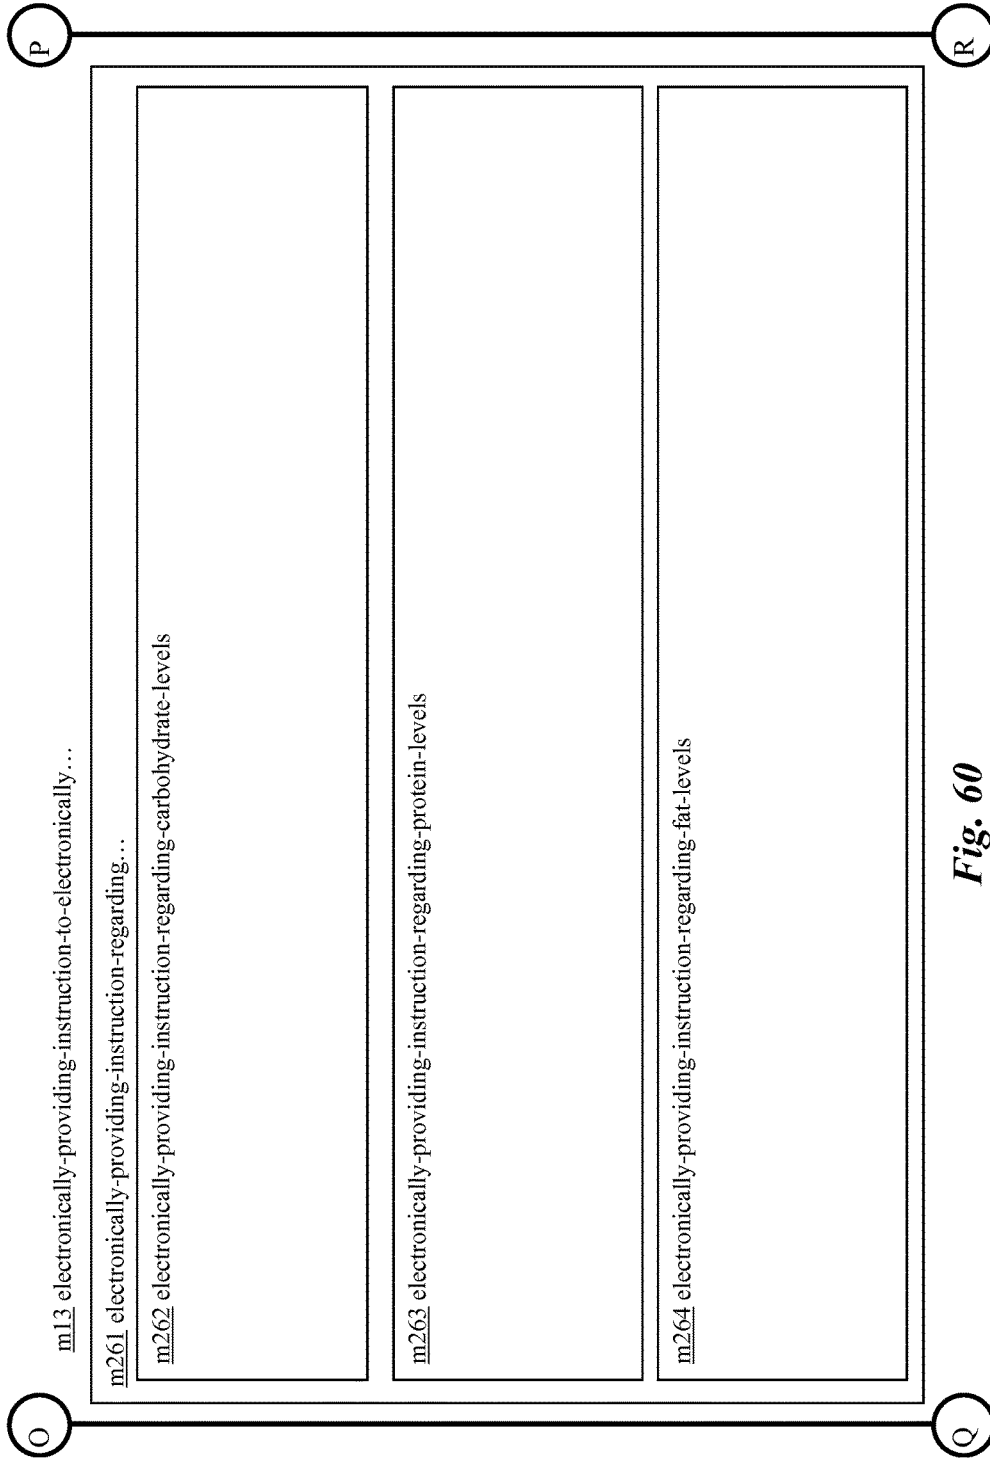 O
P
m13 electronically-providing-instruction-to-electronically…
m261 electronically-providing-instruction-regarding…
m262 electronically-providing-instruction-regarding-carbohydrate-levels
m263 electronically-providing-instruction-regarding-protein-levels
m264 electronically-providing-instruction-regarding-fat-levels
Q
R
Fig. 60